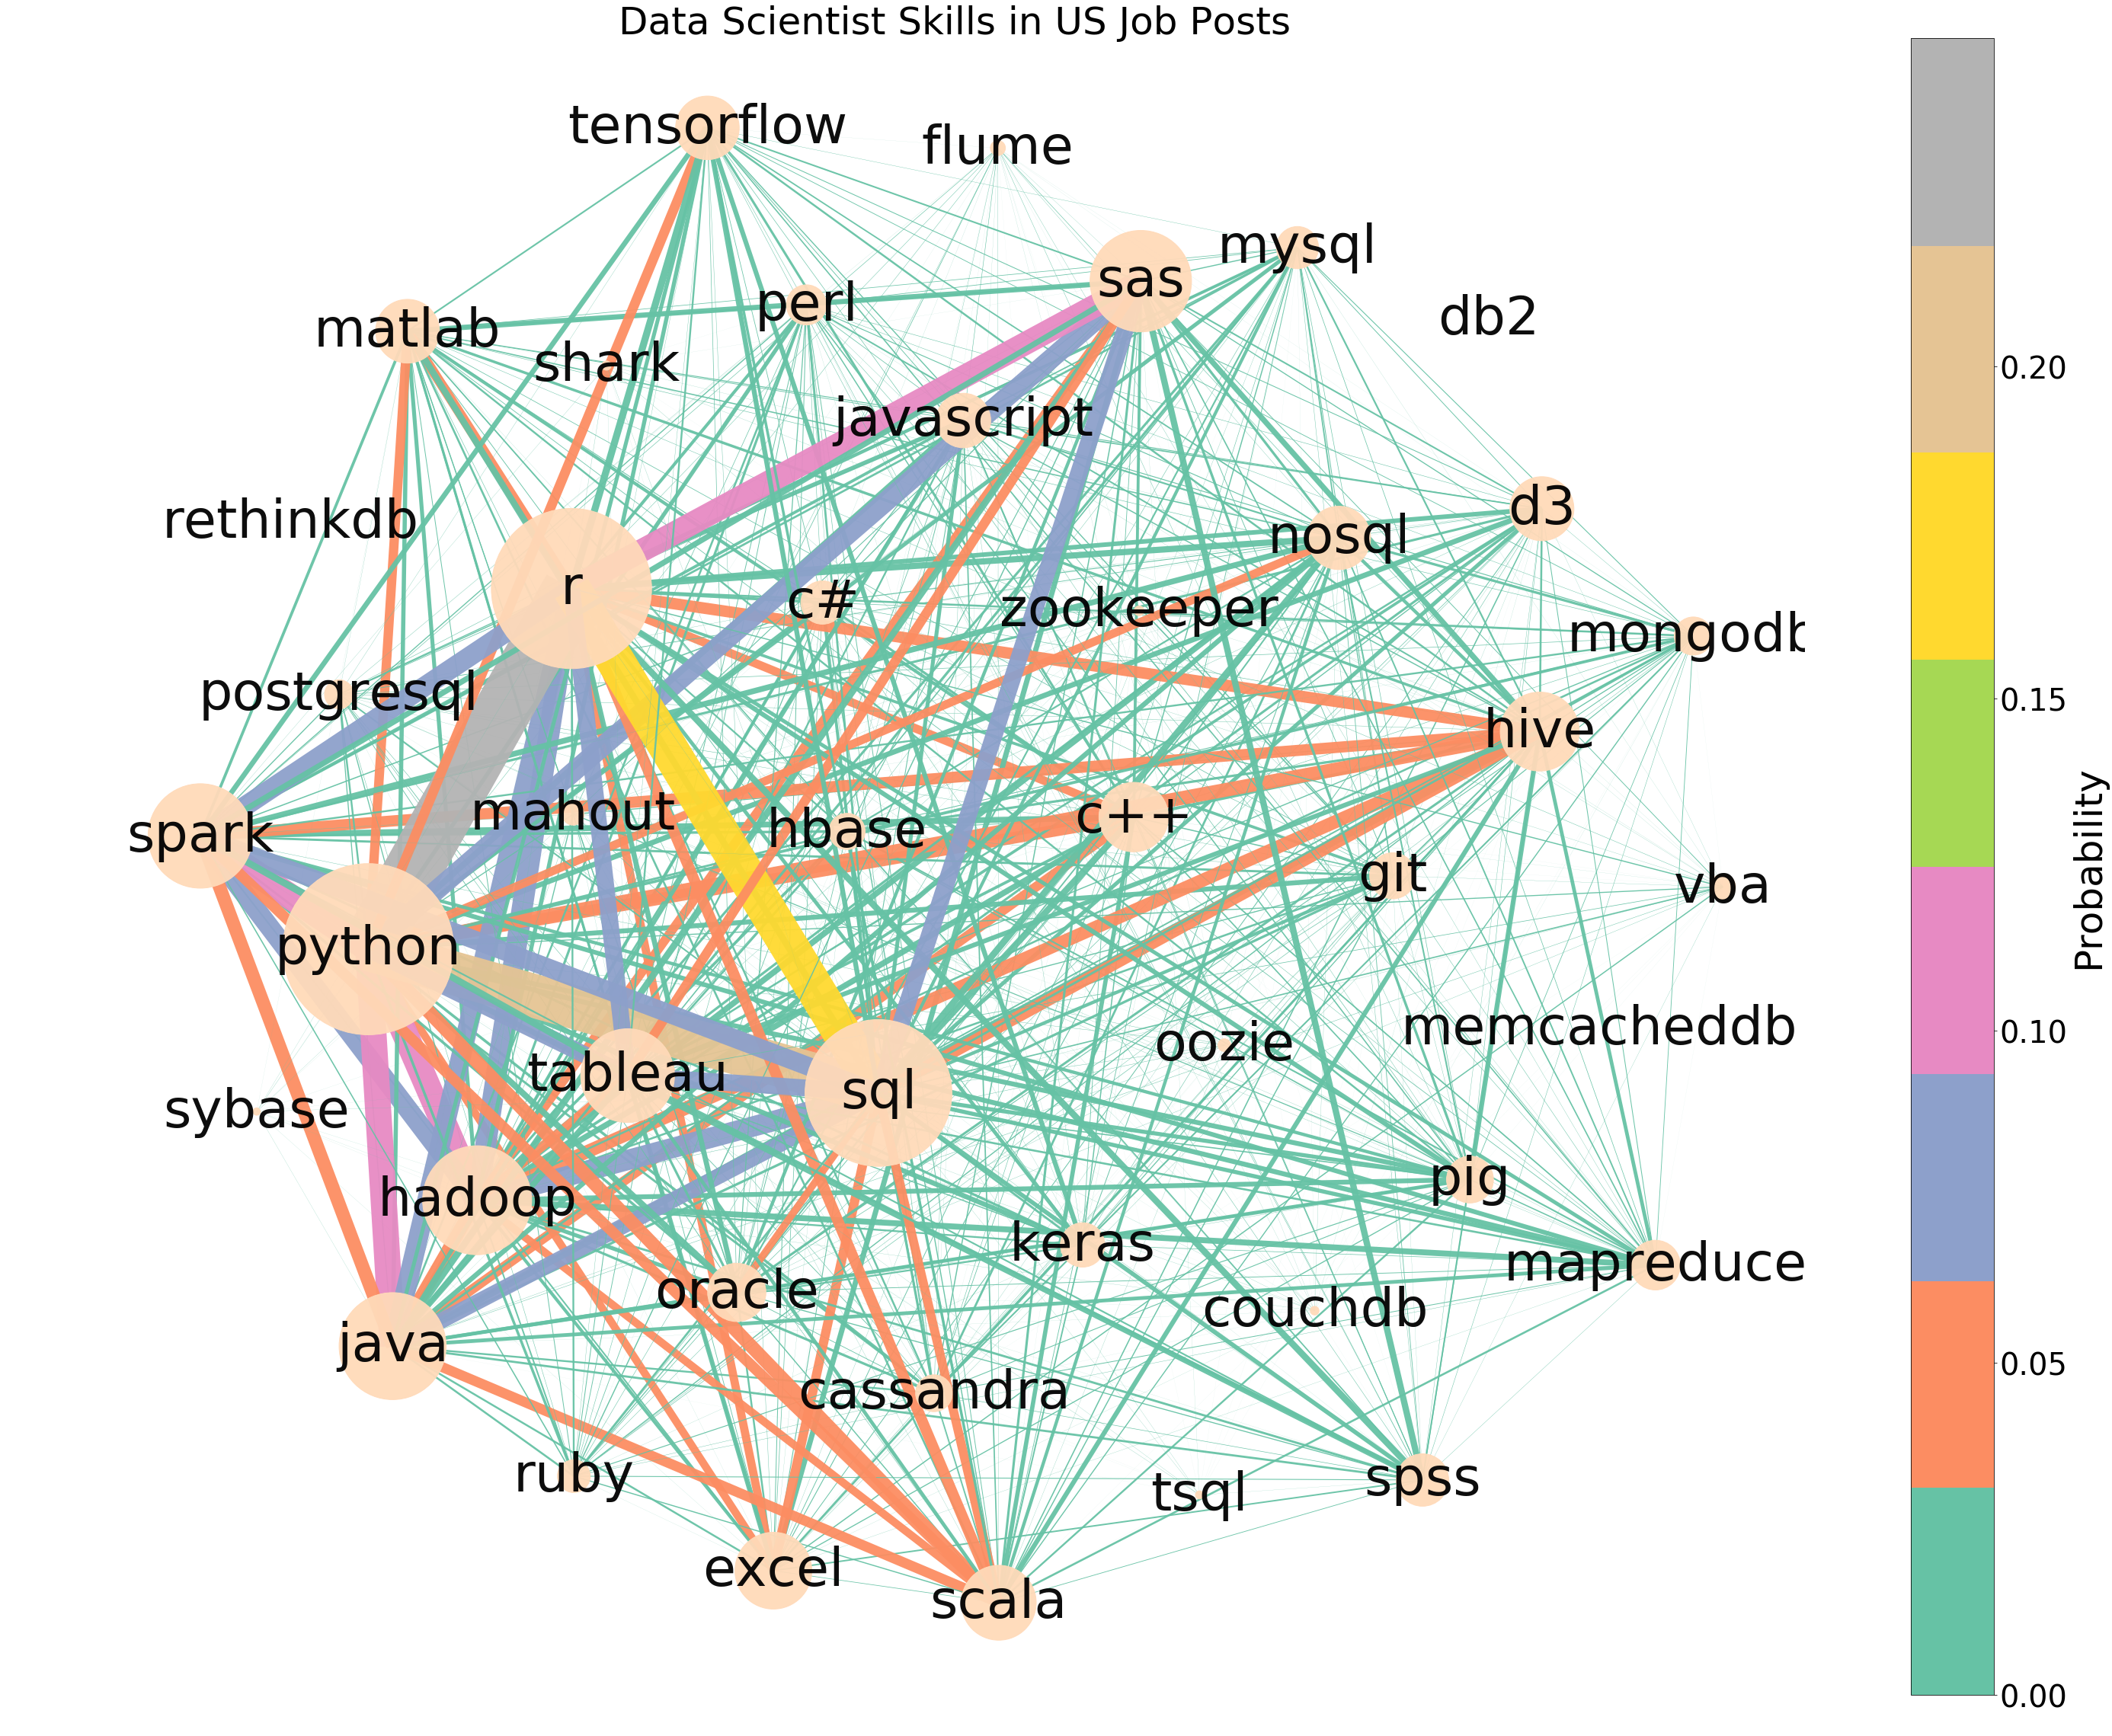 Data Scientist Skills in US Job Posts
tensorflow
flume
mysql
sas
perl
db2
matlab
shark
javascript
0.20
rethinkdb
d3
nosql
r
c#
zookeeper
mongodb
postgresql
0.15
hive
mahout
hbase
c++
spark
git
vba
Probability
python
memcacheddb
0.10
oozie
tableau
sql
sybase
pig
hadoop
keras
mapreduce
oracle
couchdb
java
0.05
cassandra
ruby
spss
tsql
excel
scala
0.00